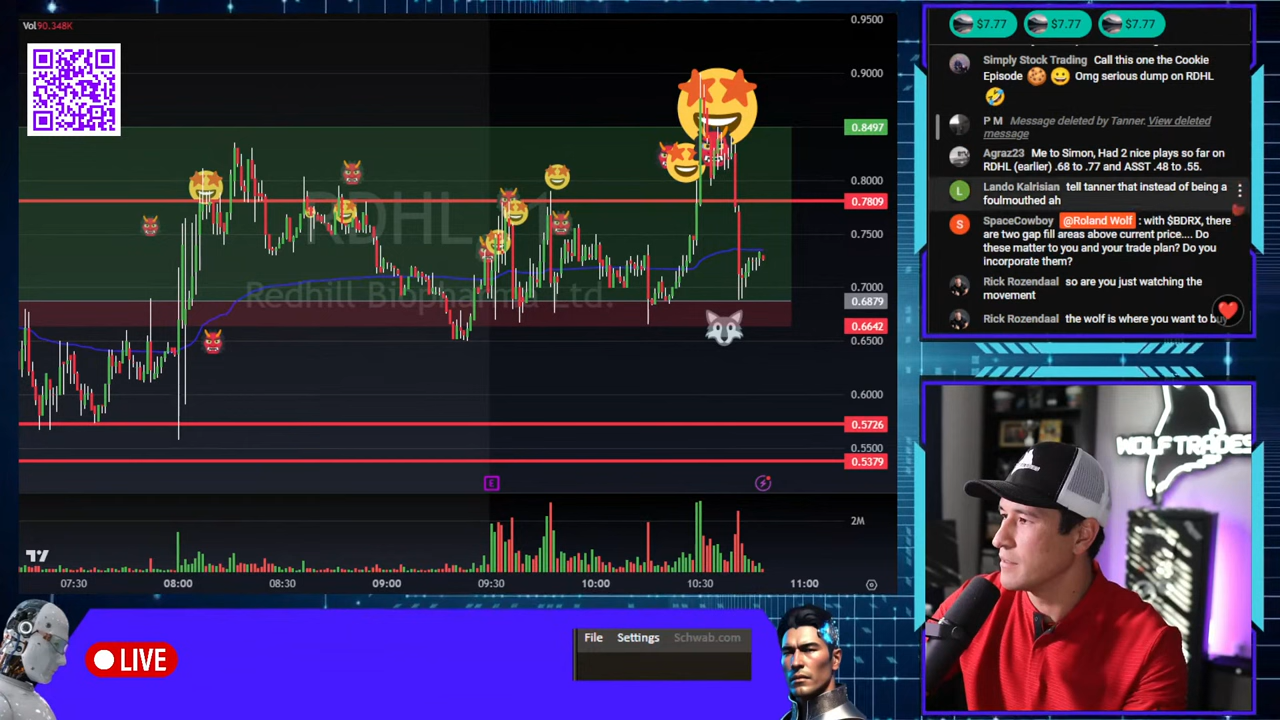 Vol90.348K
RDHL, 1
Redhill Biopharma Ltd.
0.9500
0.9000
0.8497
0.8000
0.7809
0.7500
0.7000
0.6879
0.6642
0.6500
0.6000
0.5726
0.5500
0.5379
E
2M
07:30
08:00
08:30
09:00
09:30
10:00
10:30
11:00
$7.77
$7.77
$7.77
Simply Stock Trading Call this one the Cookie
Episode 🍪 😀 Omg serious dump on RDHL
🤣
P M Message deleted by Tanner. View deleted
message
Agraz23 Me to Simon, Had 2 nice plays so far on
RDHL (earlier) .68 to .77 and ASST .48 to .55.
L
Lando Kalrisian tell tanner that instead of being a
foulmouthed ah
S
SpaceCowboy @Roland Wolf : with $BDRX, there
are two gap fill areas above current price.... Do
these matter to you and your trade plan? Do you
incorporate them?
Rick Rozendaal so are you just watching the
movement
Rick Rozendaal the wolf is where you want to
WOLFTRADES
LIVE
File Settings Schwab.com